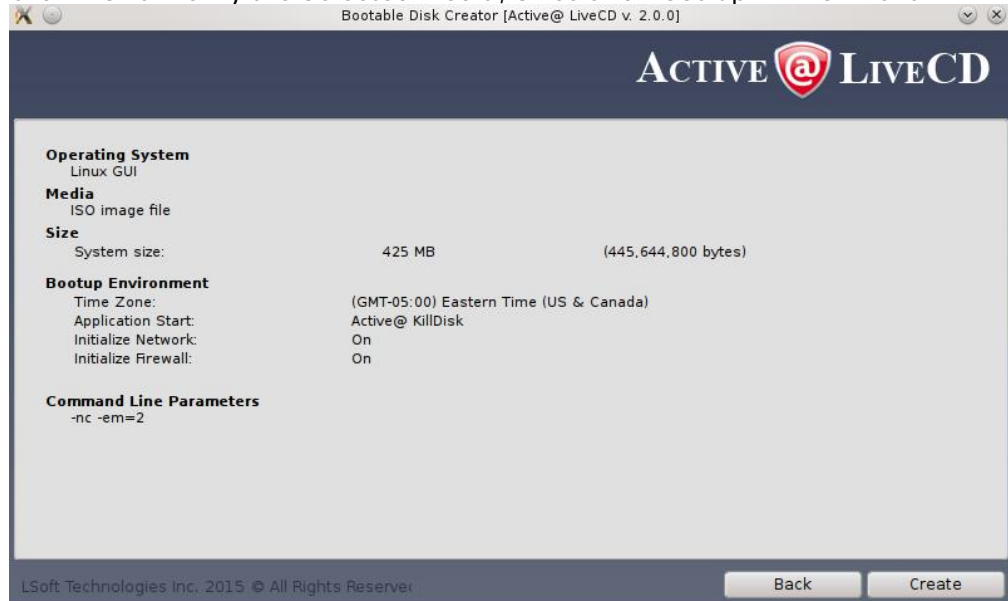 Bootable Disk Creator [Active@ LiveCD v. 2.0.0]
ACTIVE@ LIVECD
Operating System
Linux GUI
Media
ISO image file
Size
System size: 425 MB (445,644,800 bytes)
Bootup Environment
Time Zone: (GMT-05:00) Eastern Time (US & Canada)
Application Start: Active@ KillDisk
Initialize Network: On
Initialize Firewall: On
Command Line Parameters
-nc -em=2
LSoft Technologies Inc. 2015 © All Rights Reserved
Back Create